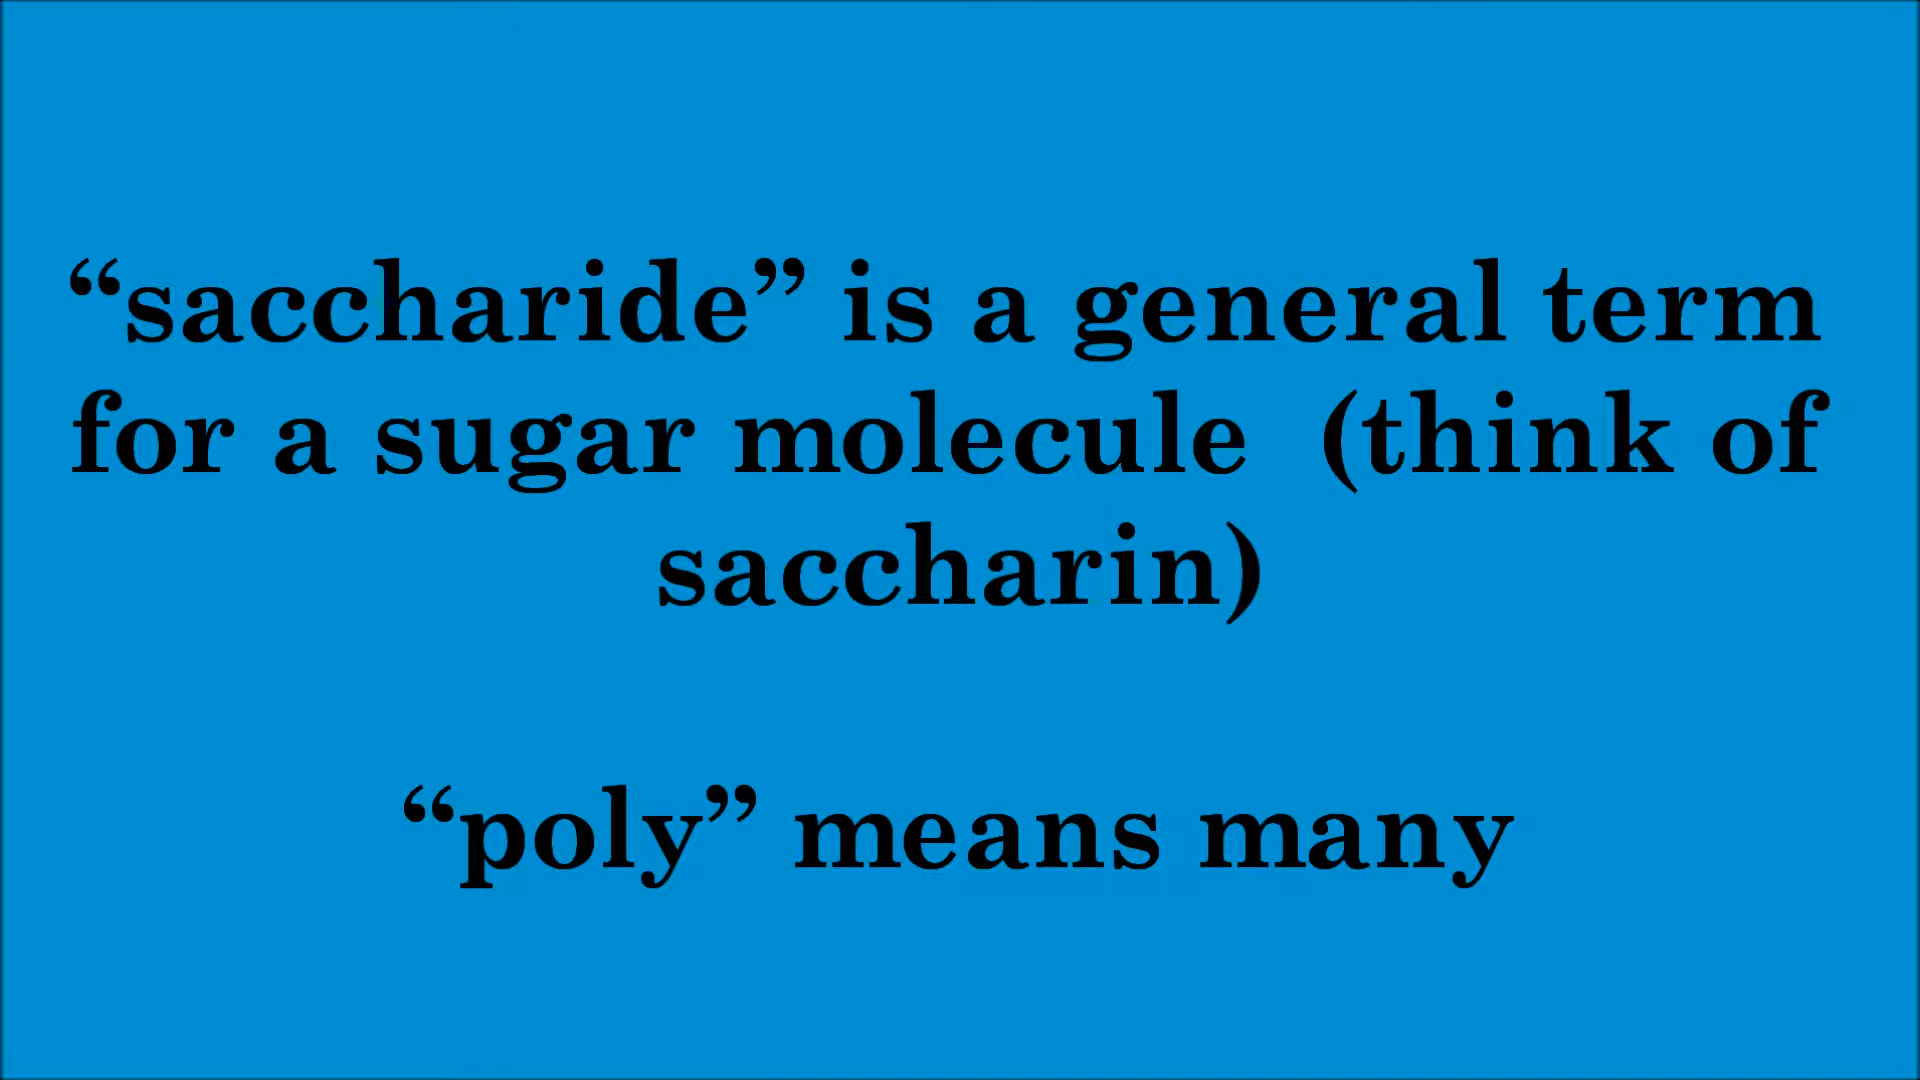 “saccharide” is a general term
for a sugar molecule  (think of
saccharin)
“poly” means many